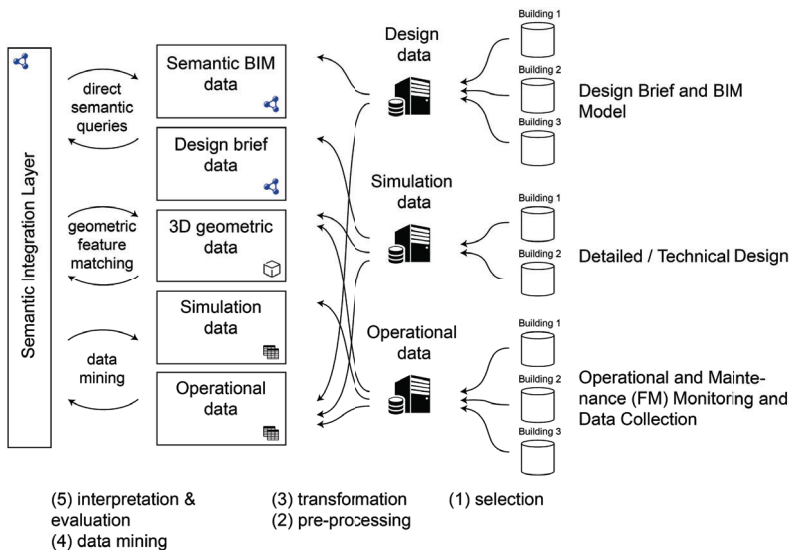 Semantic Integration Layer
direct
semantic
queries
geometric
feature
matching
data
mining
Semantic BIM
data
Design brief
data
3D geometric
data
Simulation
data
Operational
data
Design
data
Simulation
data
Operational
data
Building 1
Building 2
Building 3
Building 1
Building 2
Building 1
Building 2
Building 3
Design Brief and BIM
Model
Detailed / Technical Design
Operational and Mainte-
nance (FM) Monitoring and
Data Collection
(5) interpretation &
evaluation
(4) data mining
(3) transformation
(2) pre-processing
(1) selection